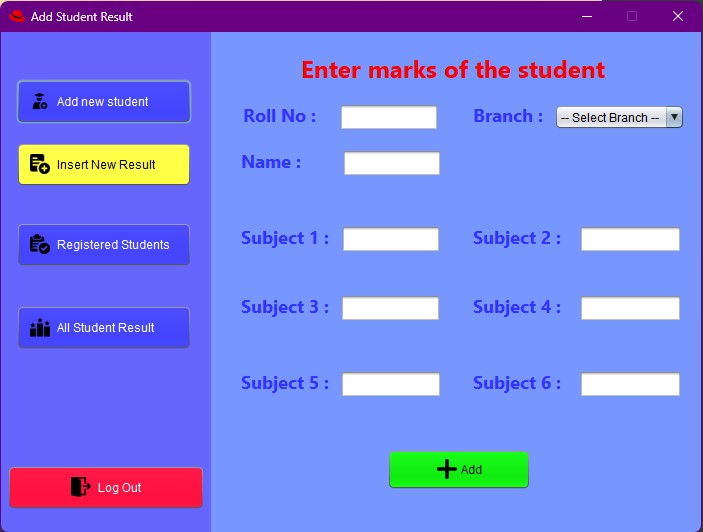 Add Student Result
Add new student
Insert New Result
Registered Students
All Student Result
Log Out
Enter marks of the student
Roll No :
Branch : -- Select Branch --
Name :
Subject 1 : Subject 2 :
Subject 3 : Subject 4 :
Subject 5 : Subject 6 :
Add